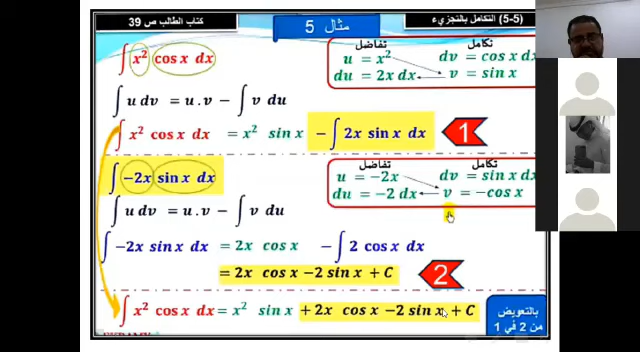 (5-5) التكامل بالتجزيء
مثال 5
كتاب الطالب ص 39
∫ x² cos x dx
تفاضل تكامل
u = x² dv = cos x d
du = 2x dx v = sin x
∫ u dv = u . v − ∫ v du
∫ x² cos x dx = x² sin x − ∫ 2x sin x dx
1
∫ −2x sin x dx
تفاضل تكامل
u = −2x dv = sin x d
du = −2 dx v = −cos x
∫ u dv = u . v − ∫ v du
∫ −2x sin x dx = 2x cos x − ∫ 2 cos x dx
= 2x cos x − 2 sin x + C
2
∫ x² cos x dx = x² sin x + 2x cos x − 2 sin x + C
بالتعويض
من 2 في 1